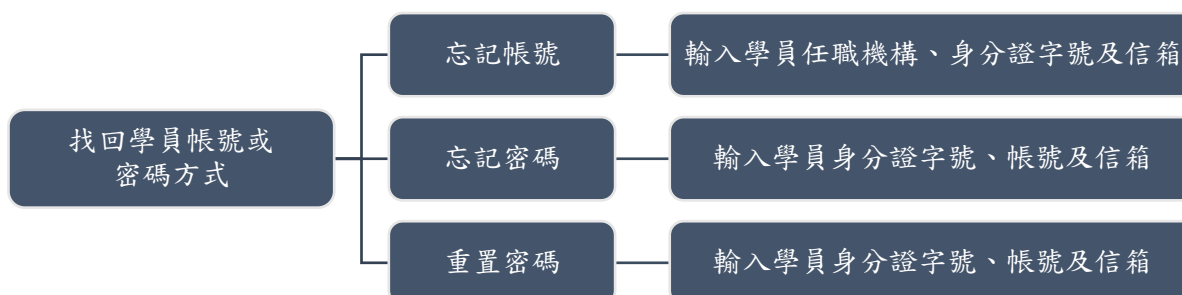 找回學員帳號或
密碼方式
忘記帳號
輸入學員任職機構、身分證字號及信箱
忘記密碼
輸入學員身分證字號、帳號及信箱
重置密碼
輸入學員身分證字號、帳號及信箱